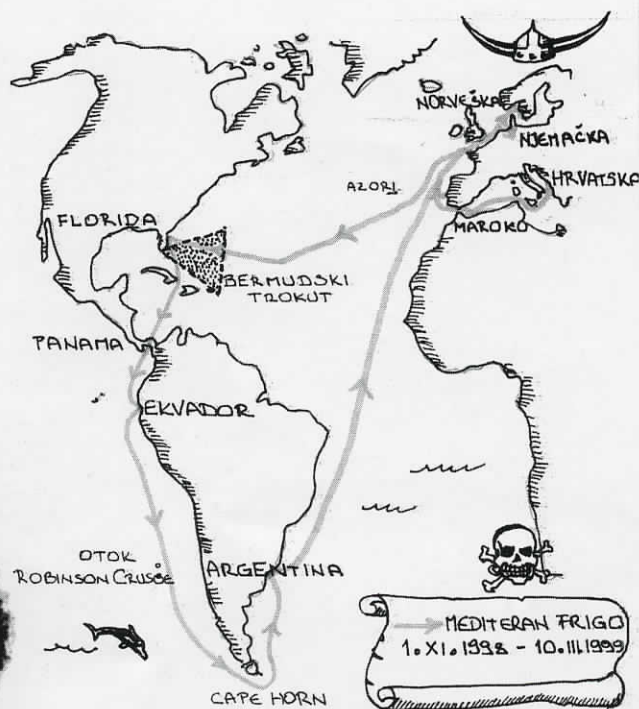 NORVEŠKA
NJEMAČKA
HRVATSKA
AZORI
MAROKO
FLORIDA
BERMUDSKI
TROKUT
PANAMA
EKVADOR
OTOK
ROBINSON CRUSOE
ARGENTINA
CAPE HORN
MEDITERAN FRIGO
1. XI. 1998 - 10. III. 1999